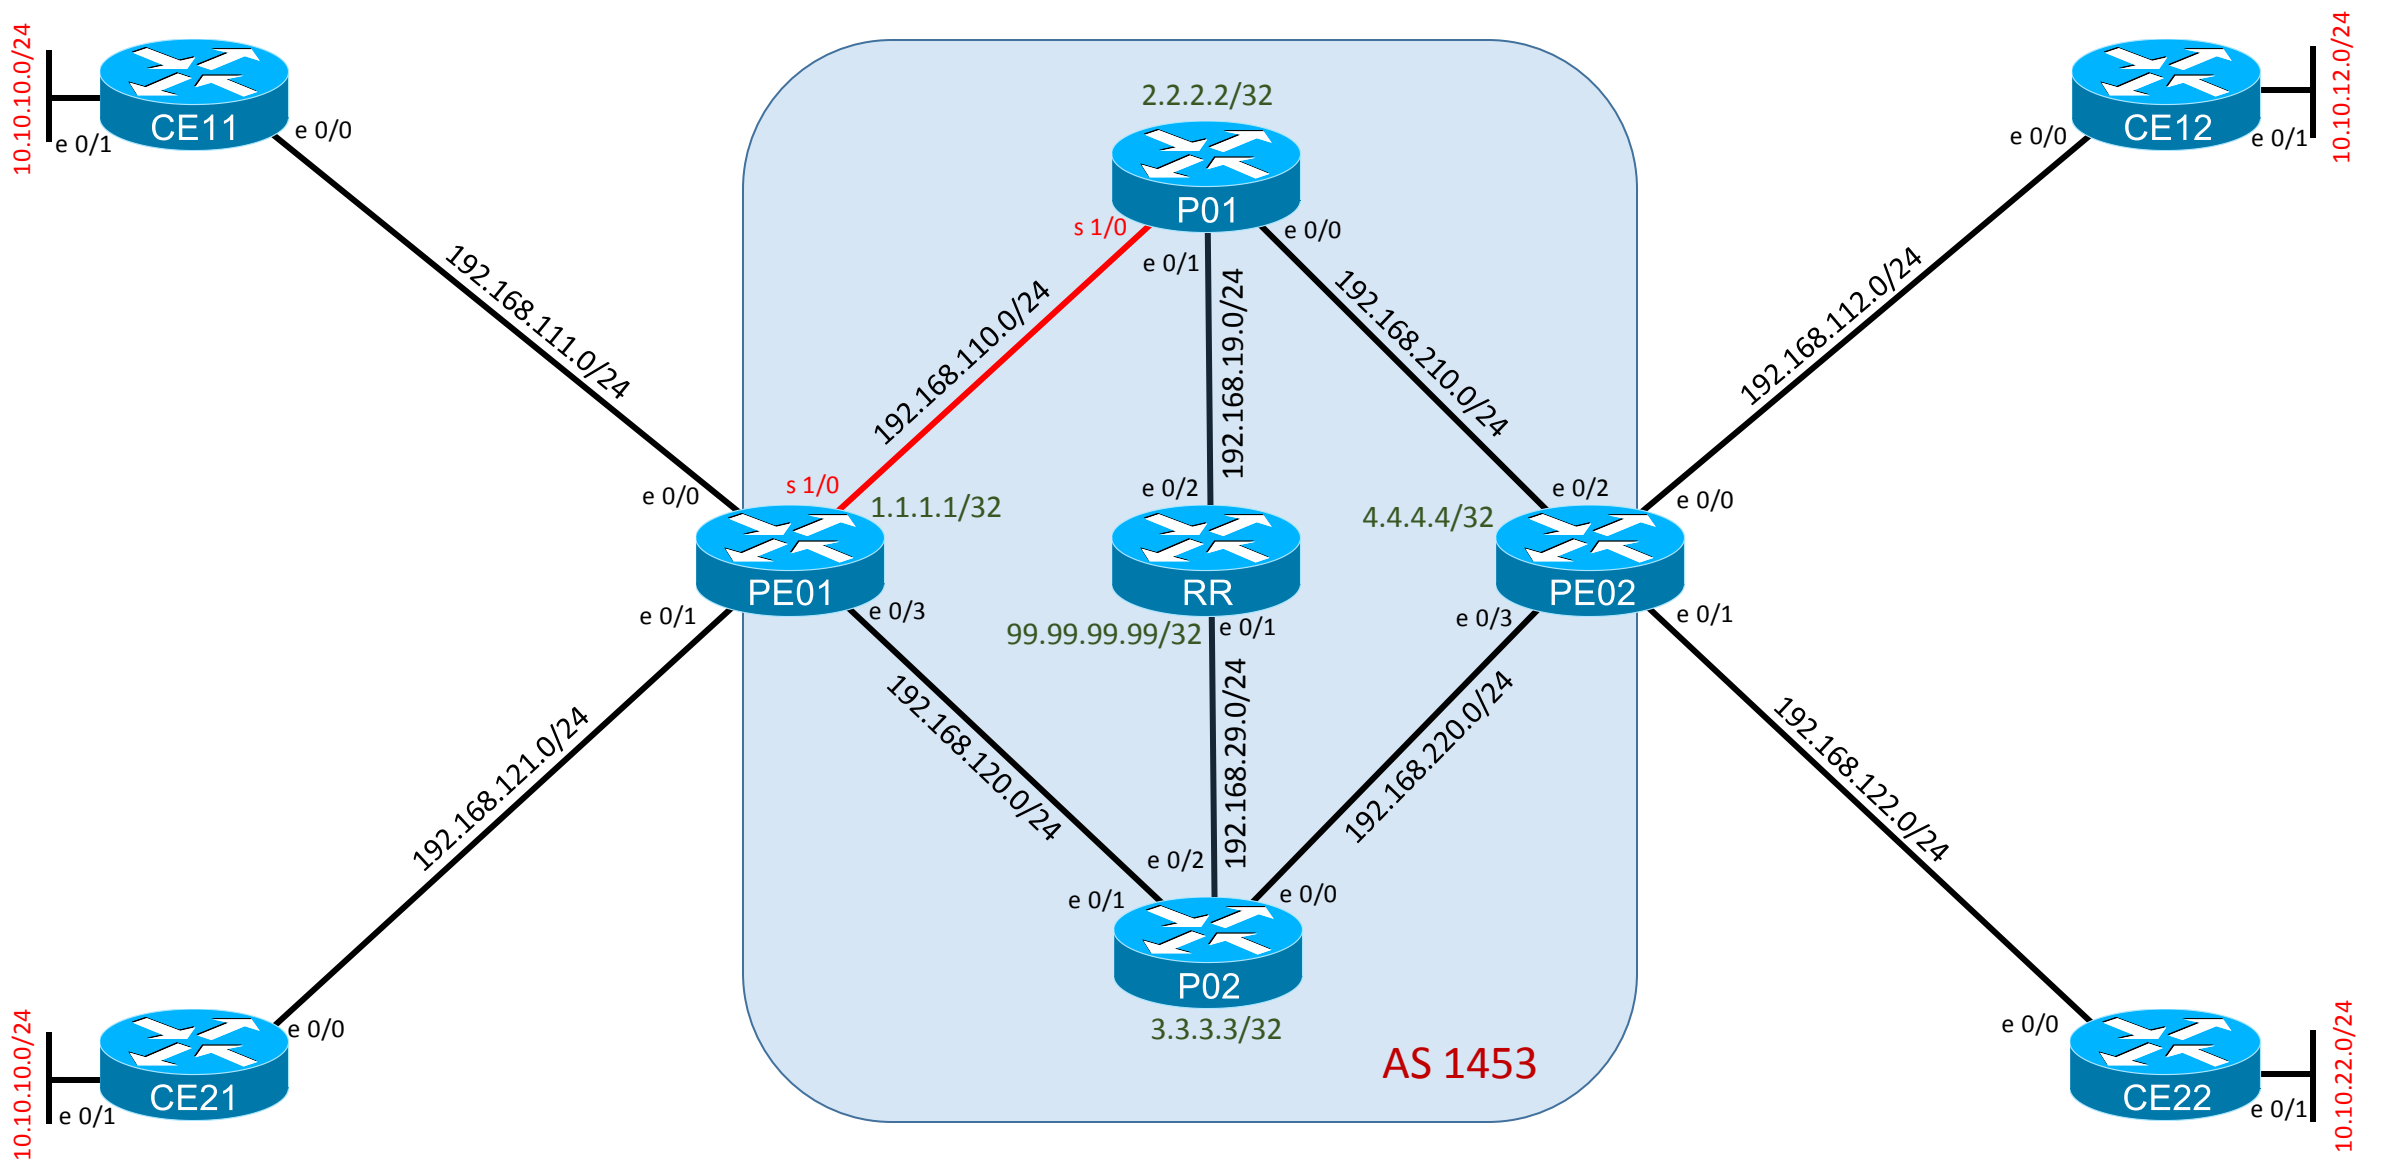 10.10.10.0/24
e 0/1
CE11
e 0/0
192.168.111.0/24
2.2.2.2/32
P01
s 1/0
e 0/1
e 0/0
192.168.110.0/24
192.168.19.0/24
192.168.210.0/24
CE12
e 0/0
e 0/1
10.10.12.0/24
192.168.112.0/24
e 0/0
s 1/0
1.1.1.1/32
PE01
e 0/1
e 0/3
e 0/2
RR
99.99.99.99/32
e 0/1
4.4.4.4/32
e 0/2
e 0/0
PE02
e 0/3
e 0/1
192.168.121.0/24
192.168.120.0/24
192.168.29.0/24
192.168.220.0/24
192.168.122.0/24
e 0/2
e 0/1
e 0/0
P02
3.3.3.3/32
AS 1453
10.10.10.0/24
e 0/0
CE21
e 0/1
e 0/0
CE22
e 0/1
10.10.22.0/24